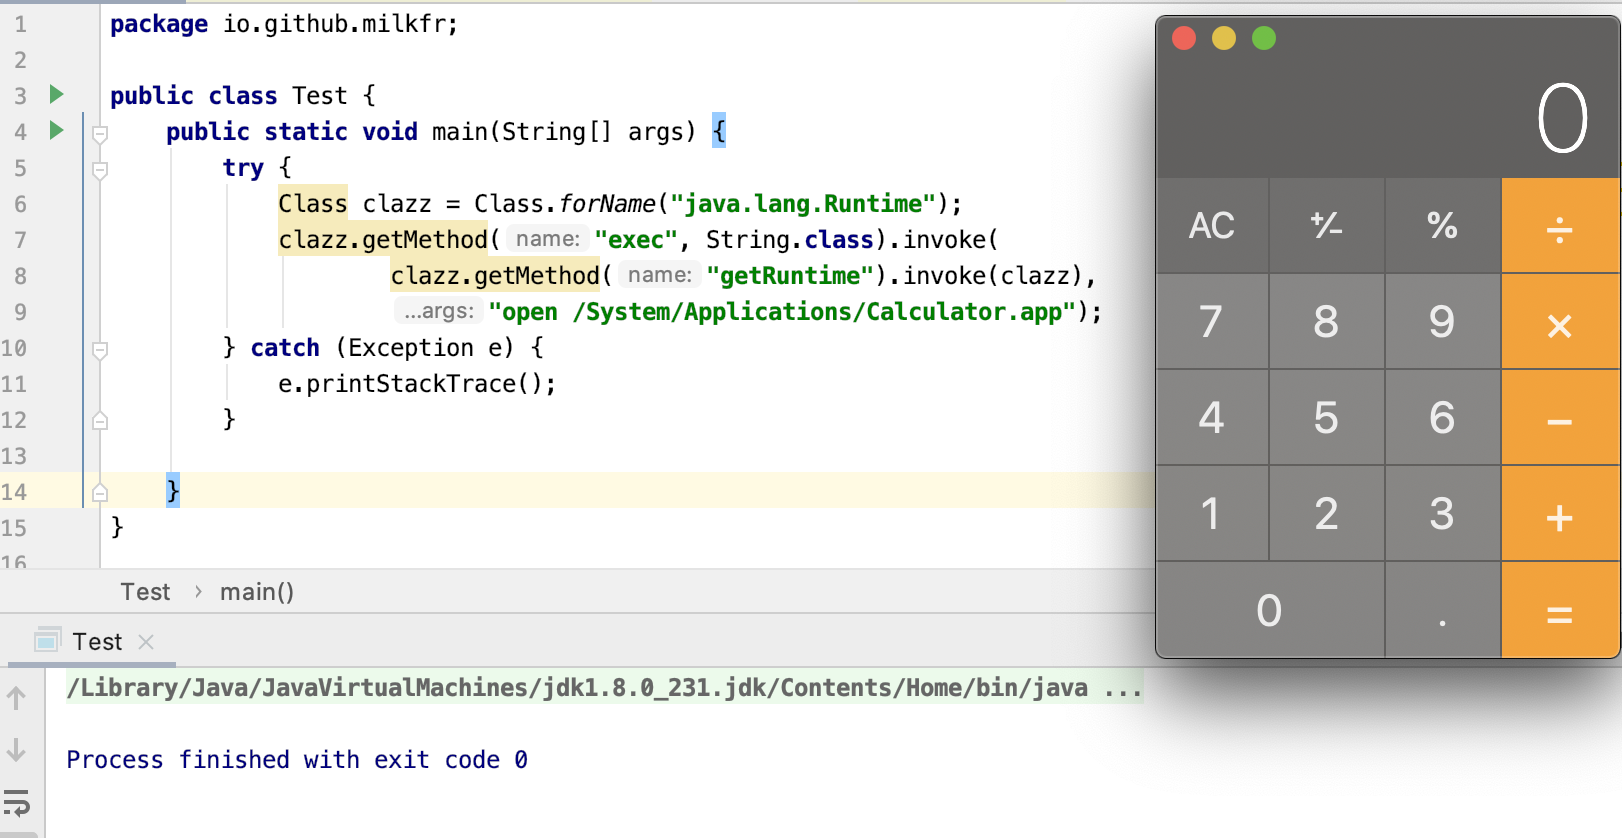 1 package io.github.milkfr;
2
3 public class Test {
4 public static void main(String[] args) {
5 try {
6 Class clazz = Class.forName("java.lang.Runtime");
7 clazz.getMethod( name: "exec", String.class).invoke(
8 clazz.getMethod( name: "getRuntime").invoke(clazz),
9 ...args: "open /System/Applications/Calculator.app");
10 } catch (Exception e) {
11 e.printStackTrace();
12 }
13
14 }
15 }
16
Test › main()
Test ×
/Library/Java/JavaVirtualMachines/jdk1.8.0_231.jdk/Contents/Home/bin/java ...
Process finished with exit code 0
0
AC +/- % ÷
7 8 9 ×
4 5 6 −
1 2 3 +
0 . =